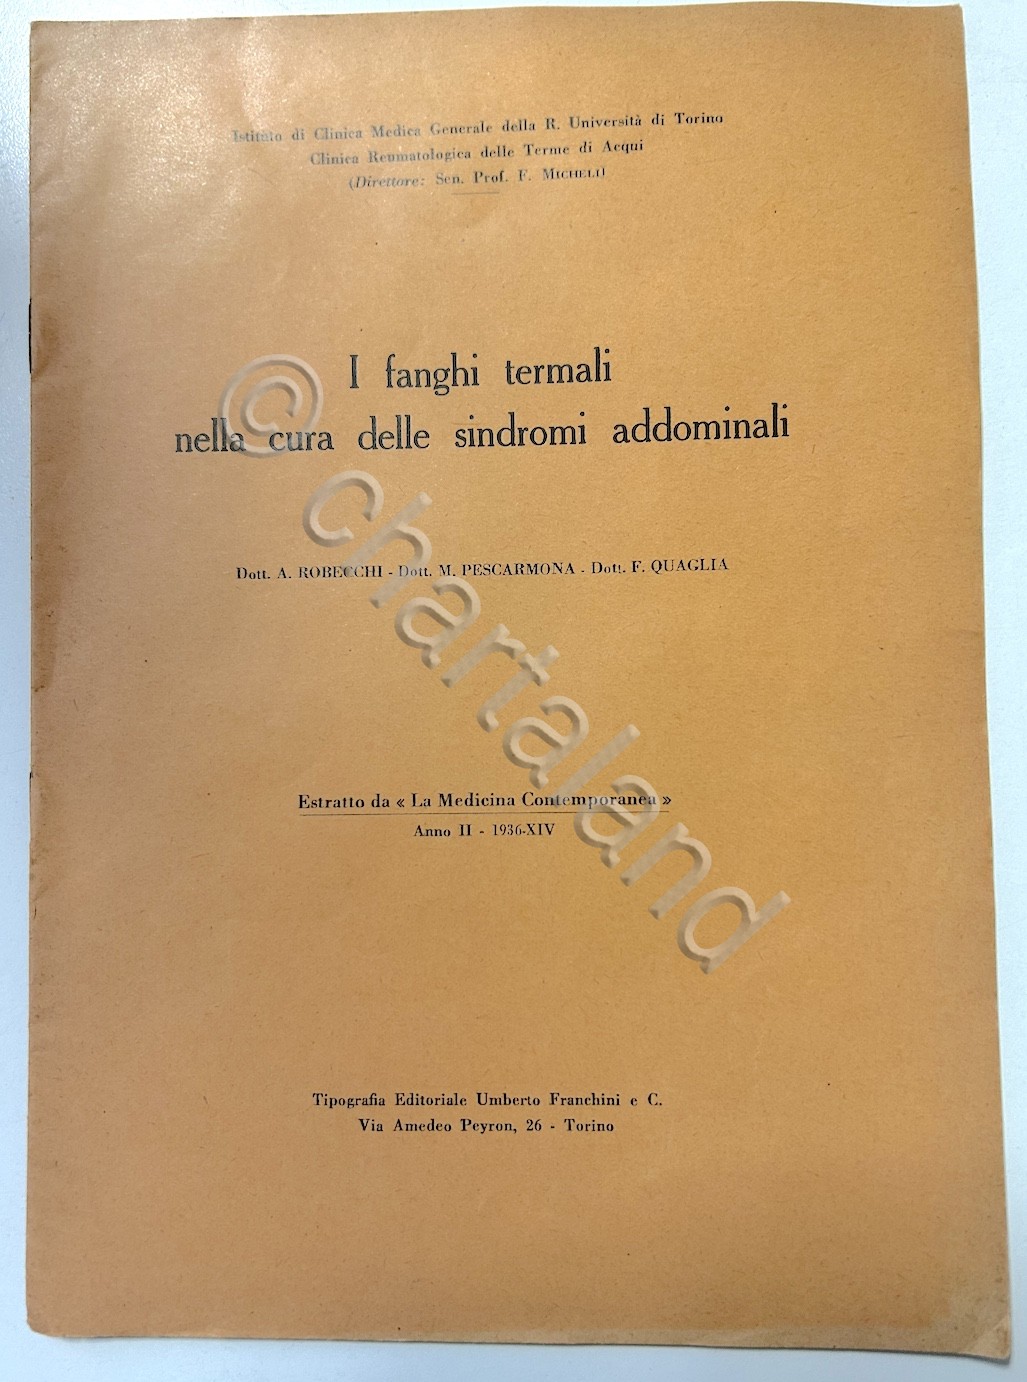 Istituto di Clinica Medica Generale della R. Università di Torino
Clinica Reumatologica delle Terme di Acqui
(Direttore: Sen. Prof. F. MICHELI)
I fanghi termali
nella cura delle sindromi addominali
Dott. A. ROBECCHI - Dott. M. PESCARMONA - Dott. F. QUAGLIA
Estratto da « La Medicina Contemporanea »
Anno II - 1936-XIV
Tipografia Editoriale Umberto Franchini e C.
Via Amedeo Peyron, 26 - Torino
© chartaland